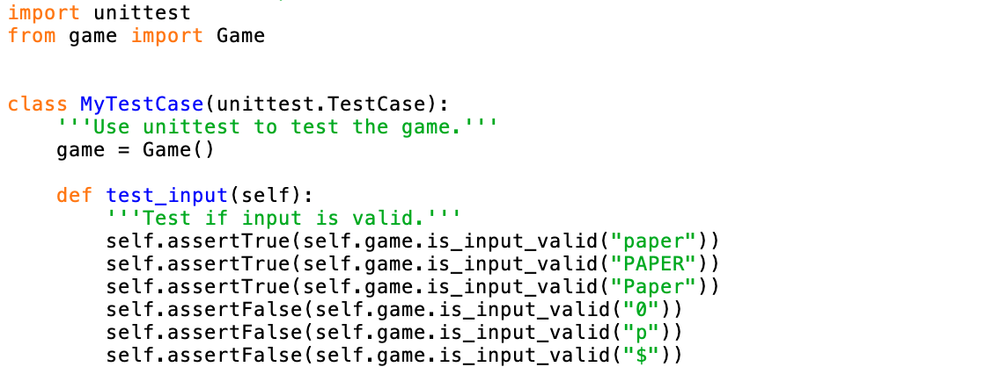 import unittest
from game import Game
class MyTestCase(unittest.TestCase):
    '''Use unittest to test the game.'''
    game = Game()
    def test_input(self):
        '''Test if input is valid.'''
        self.assertTrue(self.game.is_input_valid("paper"))
        self.assertTrue(self.game.is_input_valid("PAPER"))
        self.assertTrue(self.game.is_input_valid("Paper"))
        self.assertFalse(self.game.is_input_valid("0"))
        self.assertFalse(self.game.is_input_valid("p"))
        self.assertFalse(self.game.is_input_valid("$"))